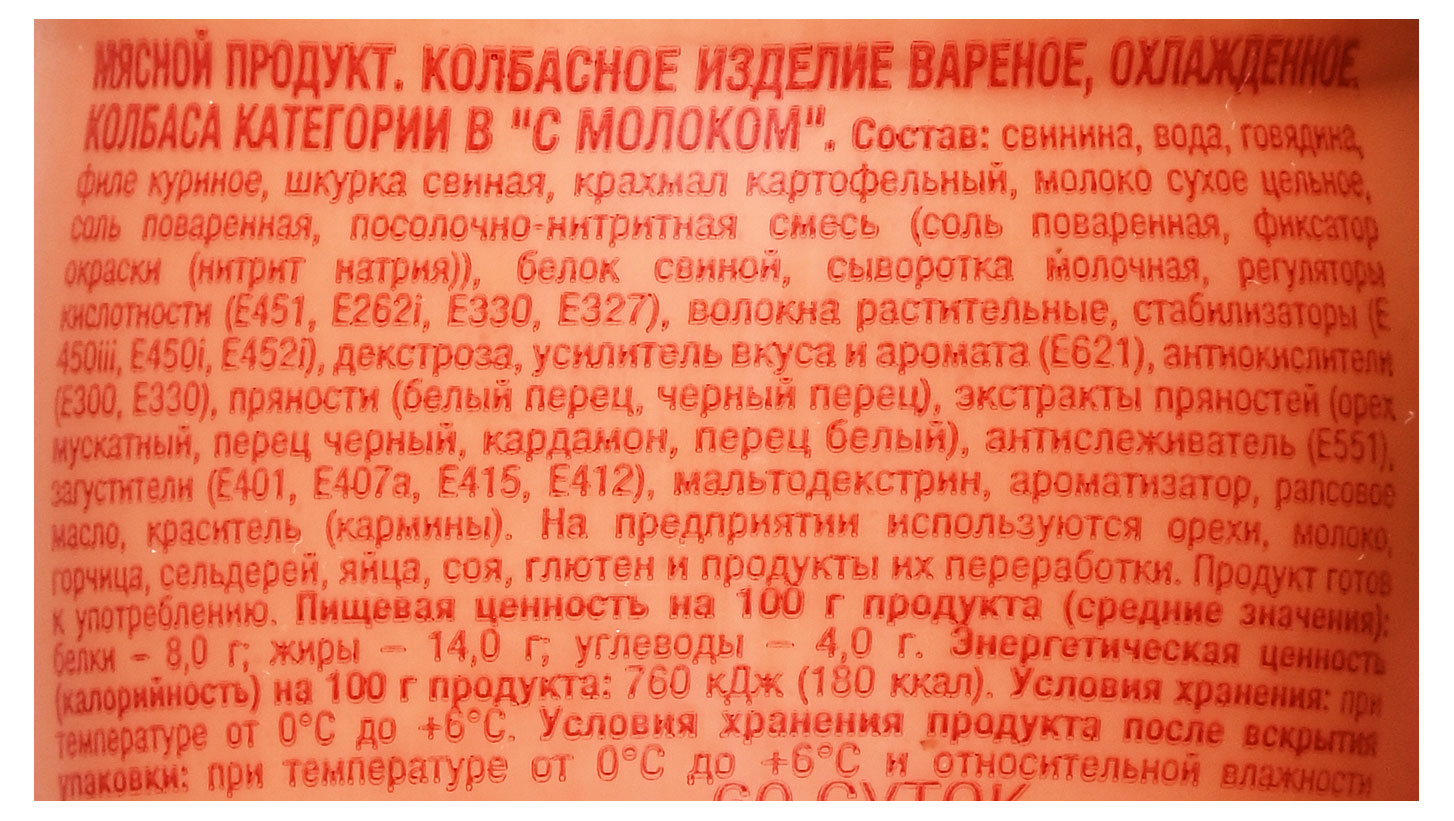 МЯСНОЙ ПРОДУКТ. КОЛБАСНОЕ ИЗДЕЛИЕ ВАРЕНОЕ, ОХЛАЖДЕННОЕ.
КОЛБАСА КАТЕГОРИИ В "С МОЛОКОМ". Состав: свинина, вода, говядина,
филе куриное, шкурка свиная, крахмал картофельный, молоко сухое цельное,
соль поваренная, посолочно-нитритная смесь (соль поваренная, фиксатор
окраски (нитрит натрия)), белок свиной, сыворотка молочная, регуляторы
кислотности (Е451, Е262i, Е330, Е327), волокна растительные, стабилизаторы (Е
450iii, Е450i, Е452i), декстроза, усилитель вкуса и аромата (Е621), антиокислители
(Е300, Е330), пряности (белый перец, черный перец), экстракты пряностей (орех
мускатный, перец черный, кардамон, перец белый), антислеживатель (Е551),
загустители (Е401, Е407а, Е415, Е412), мальтодекстрин, ароматизатор, рапсовое
масло, краситель (кармины). На предприятии используются орехи, молоко,
горчица, сельдерей, яйца, соя, глютен и продукты их переработки. Продукт готов
к употреблению. Пищевая ценность на 100 г продукта (средние значения):
белки – 8,0 г; жиры – 14,0 г; углеводы – 4,0 г. Энергетическая ценность
(калорийность) на 100 г продукта: 760 кДж (180 ккал). Условия хранения: при
температуре от 0°С до +6°С. Условия хранения продукта после вскрытия
упаковки: при температуре от 0°С до +6°С и относительной влажности
60 СУТОК